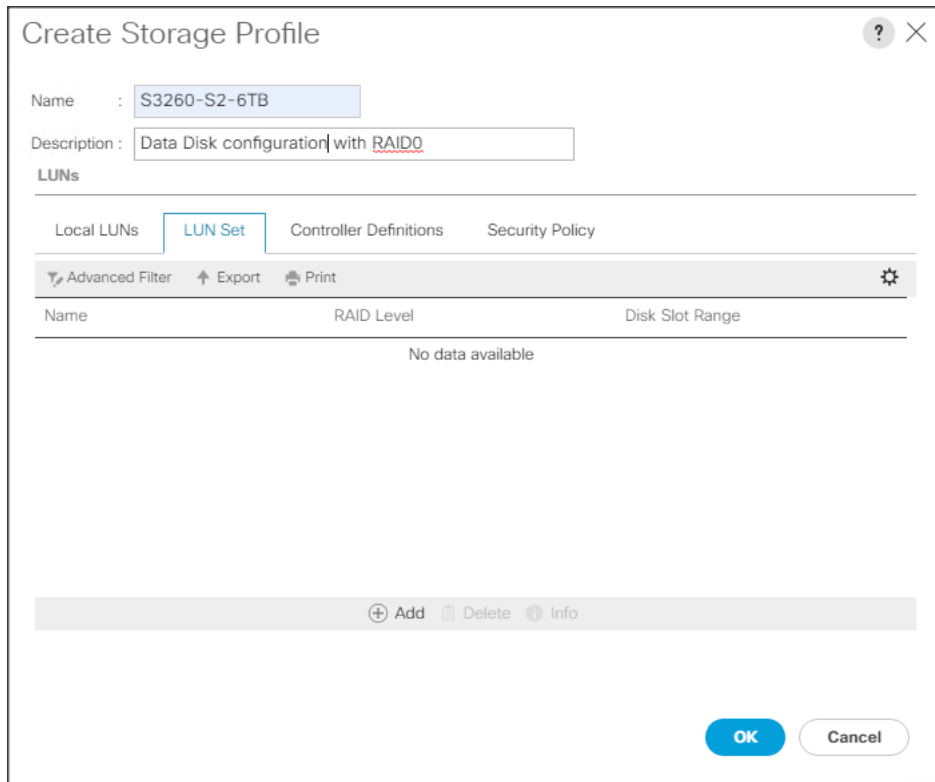 Create Storage Profile ?
Name : S3260-S2-6TB
Description : Data Disk configuration with RAID0
LUNs
Local LUNs LUN Set Controller Definitions Security Policy
Advanced Filter Export Print
Name RAID Level Disk Slot Range
No data available
Add Delete Info
OK Cancel